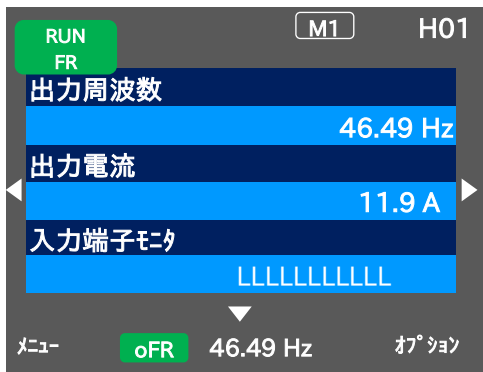 RUN M1 H01
FR
出力周波数
46.49 Hz
出力電流
11.9 A
入力端子ﾓﾆﾀ
LLLLLLLLLLL
ﾒﾆｭｰ oFR 46.49 Hz ｵﾌﾟｼｮﾝ